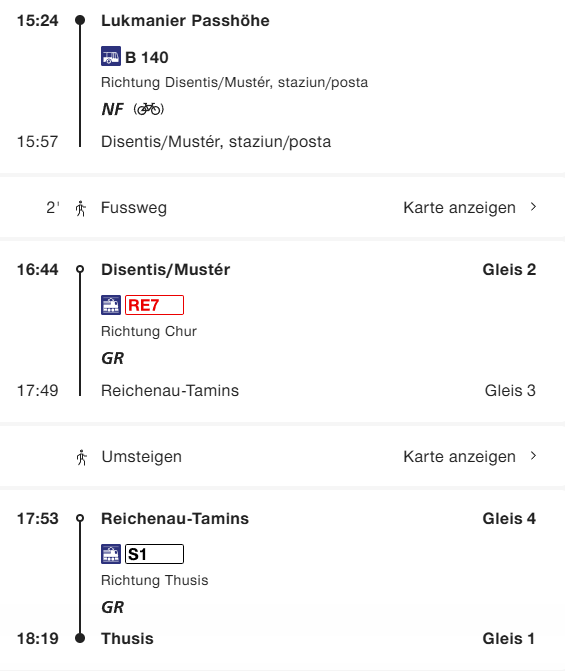 15:24 Lukmanier Passhöhe
B 140
Richtung Disentis/Mustér, staziun/posta
NF
15:57 Disentis/Mustér, staziun/posta
2' Fussweg Karte anzeigen
16:44 Disentis/Mustér Gleis 2
RE7
Richtung Chur
GR
17:49 Reichenau-Tamins Gleis 3
Umsteigen Karte anzeigen
17:53 Reichenau-Tamins Gleis 4
S1
Richtung Thusis
GR
18:19 Thusis Gleis 1